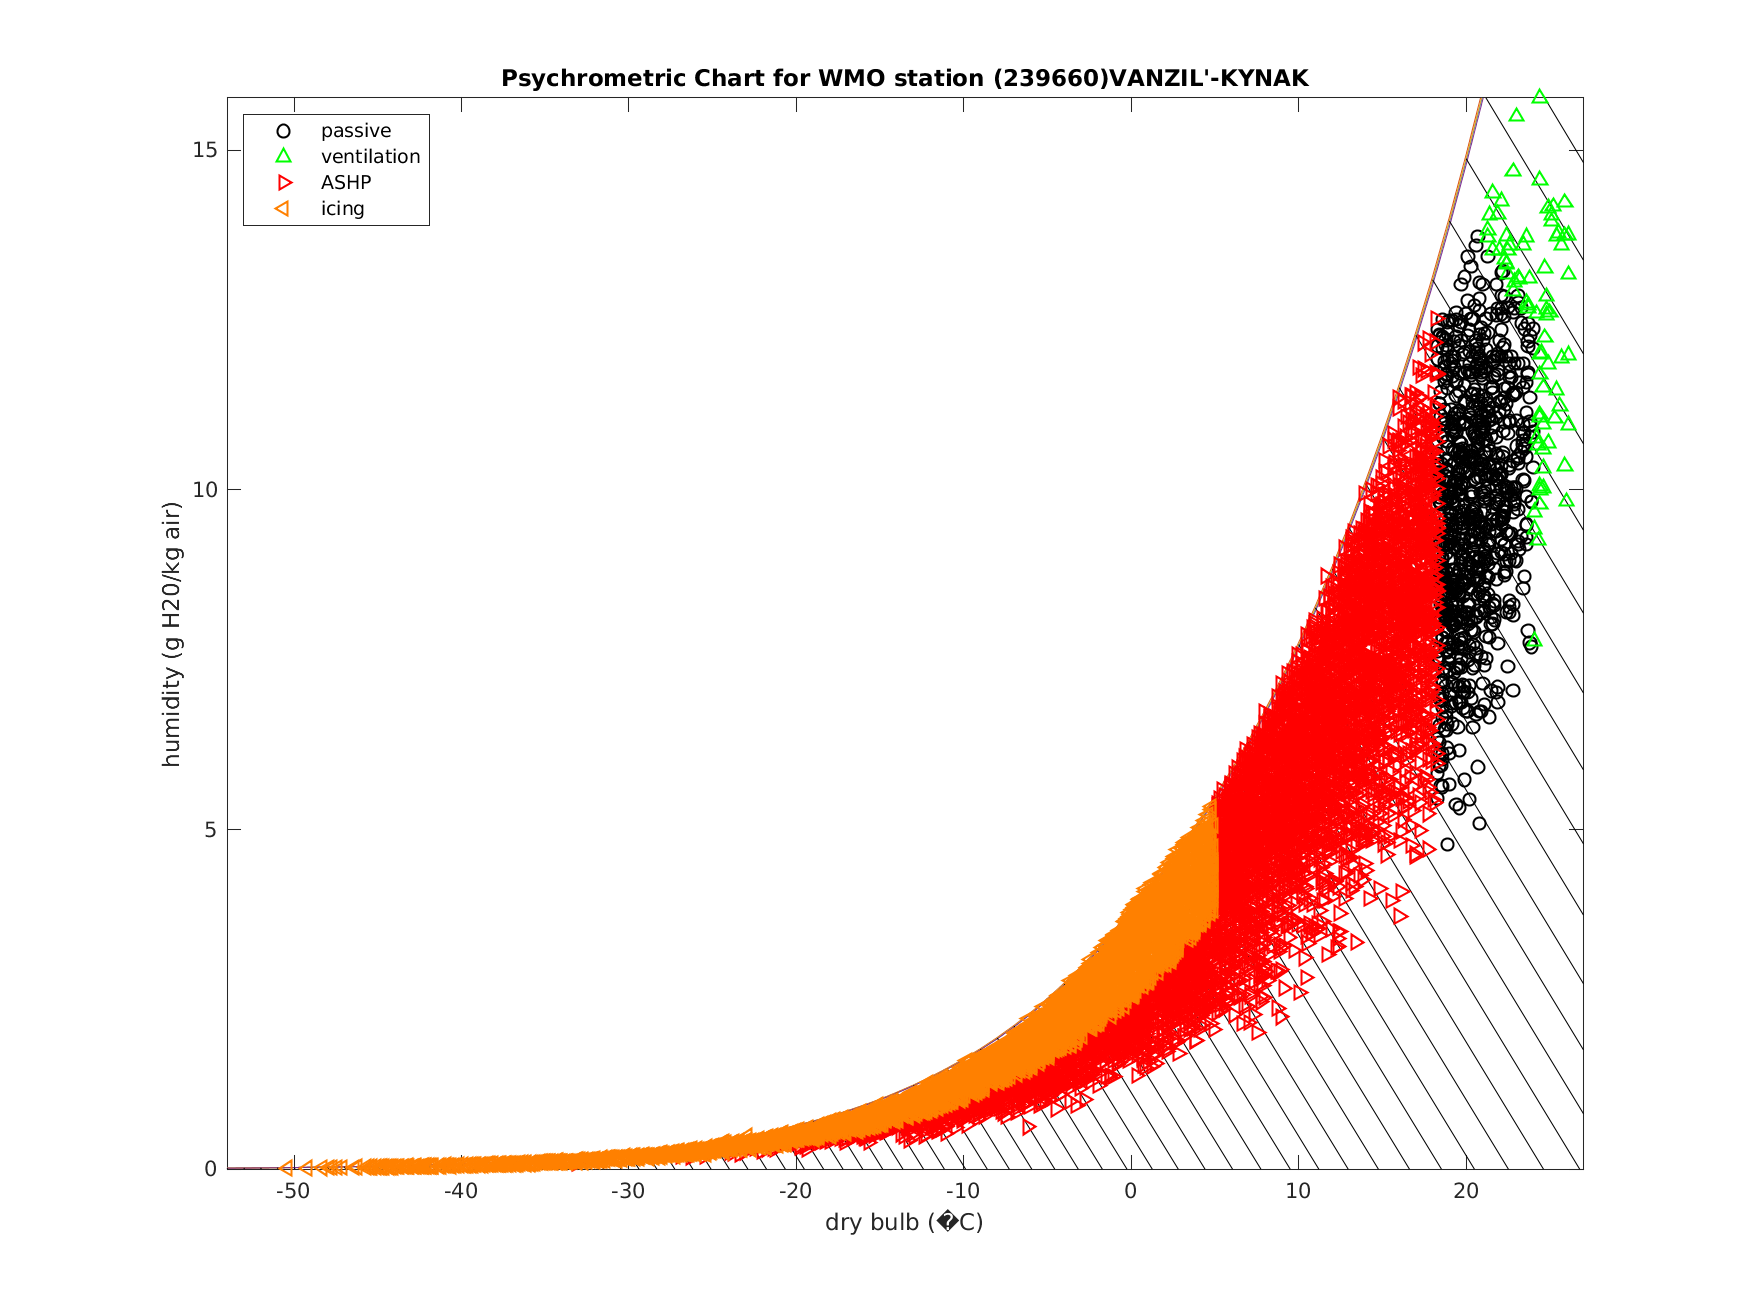 Psychrometric Chart for WMO station (239660)VANZIL'-KYNAK
passive
ventilation
ASHP
icing
15
10
5
0
humidity (g H20/kg air)
-50 -40 -30 -20 -10 0 10 20
dry bulb (�C)